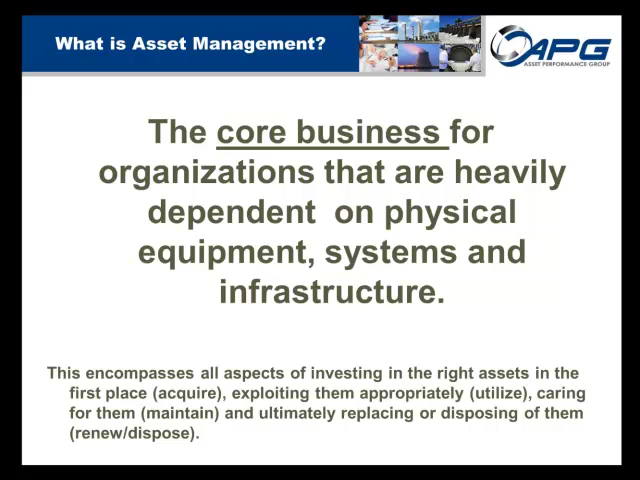 What is Asset Management?
APG
ASSET PERFORMANCE GROUP
The core business for
organizations that are heavily
dependent  on physical
equipment, systems and
infrastructure.
This encompasses all aspects of investing in the right assets in the
first place (acquire), exploiting them appropriately (utilize), caring
for them (maintain) and ultimately replacing or disposing of them
(renew/dispose).